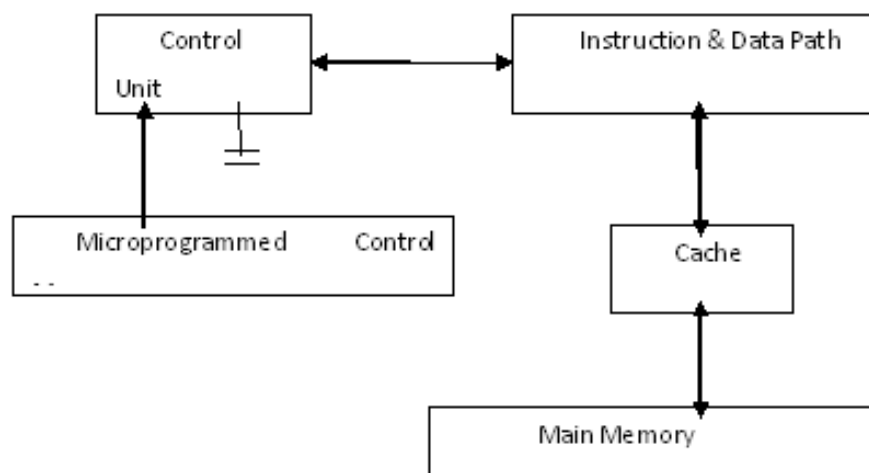 Control
Unit
Instruction & Data Path
Microprogrammed Control
Cache
Main Memory